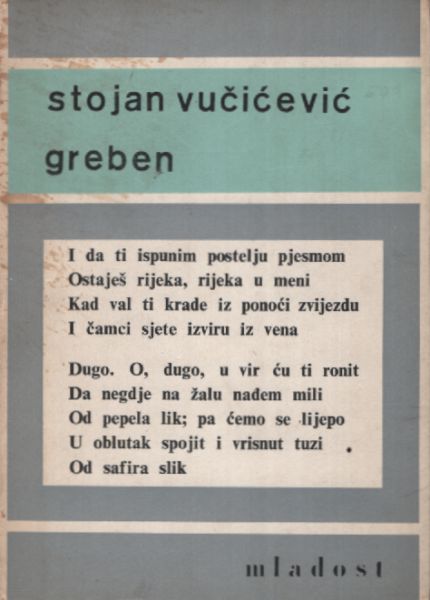 stojan vučićević
greben
I da ti ispunim postelju pjesmom
Ostaješ rijeka, rijeka u meni
Kad val ti krade iz ponoći zvijezdu
I čamci sjete izviru iz vena
Dugo. O, dugo, u vir ću ti ronit
Da negdje na žalu nađem mili
Od pepela lik; pa ćemo se lijepo
U oblutak spojit i vrisnut tuzi
Od safira slik
mladost